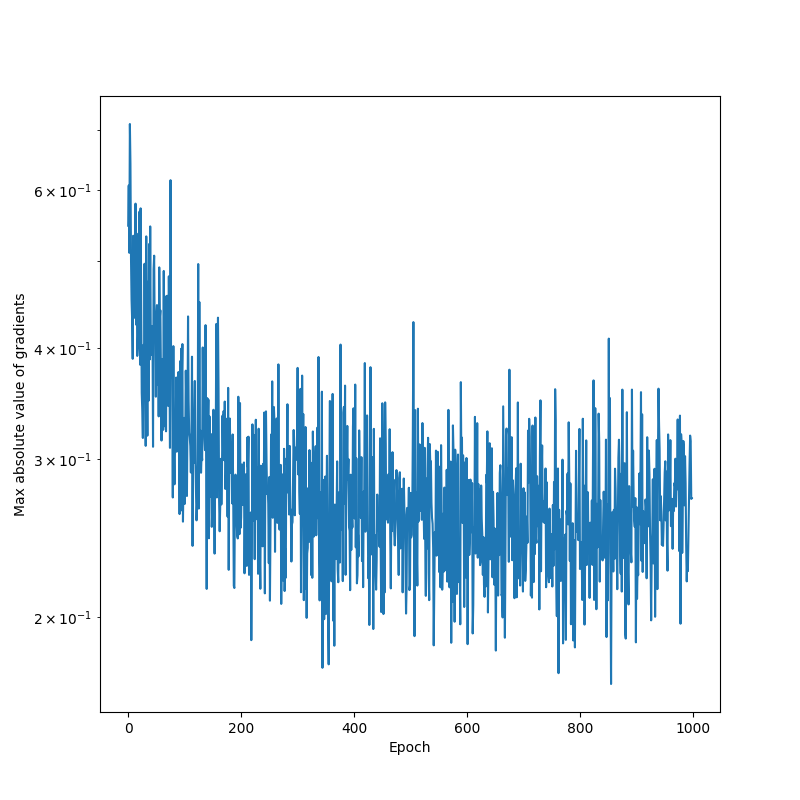 Max absolute value of gradients
6 × 10⁻¹
4 × 10⁻¹
3 × 10⁻¹
2 × 10⁻¹
0 200 400 600 800 1000
Epoch